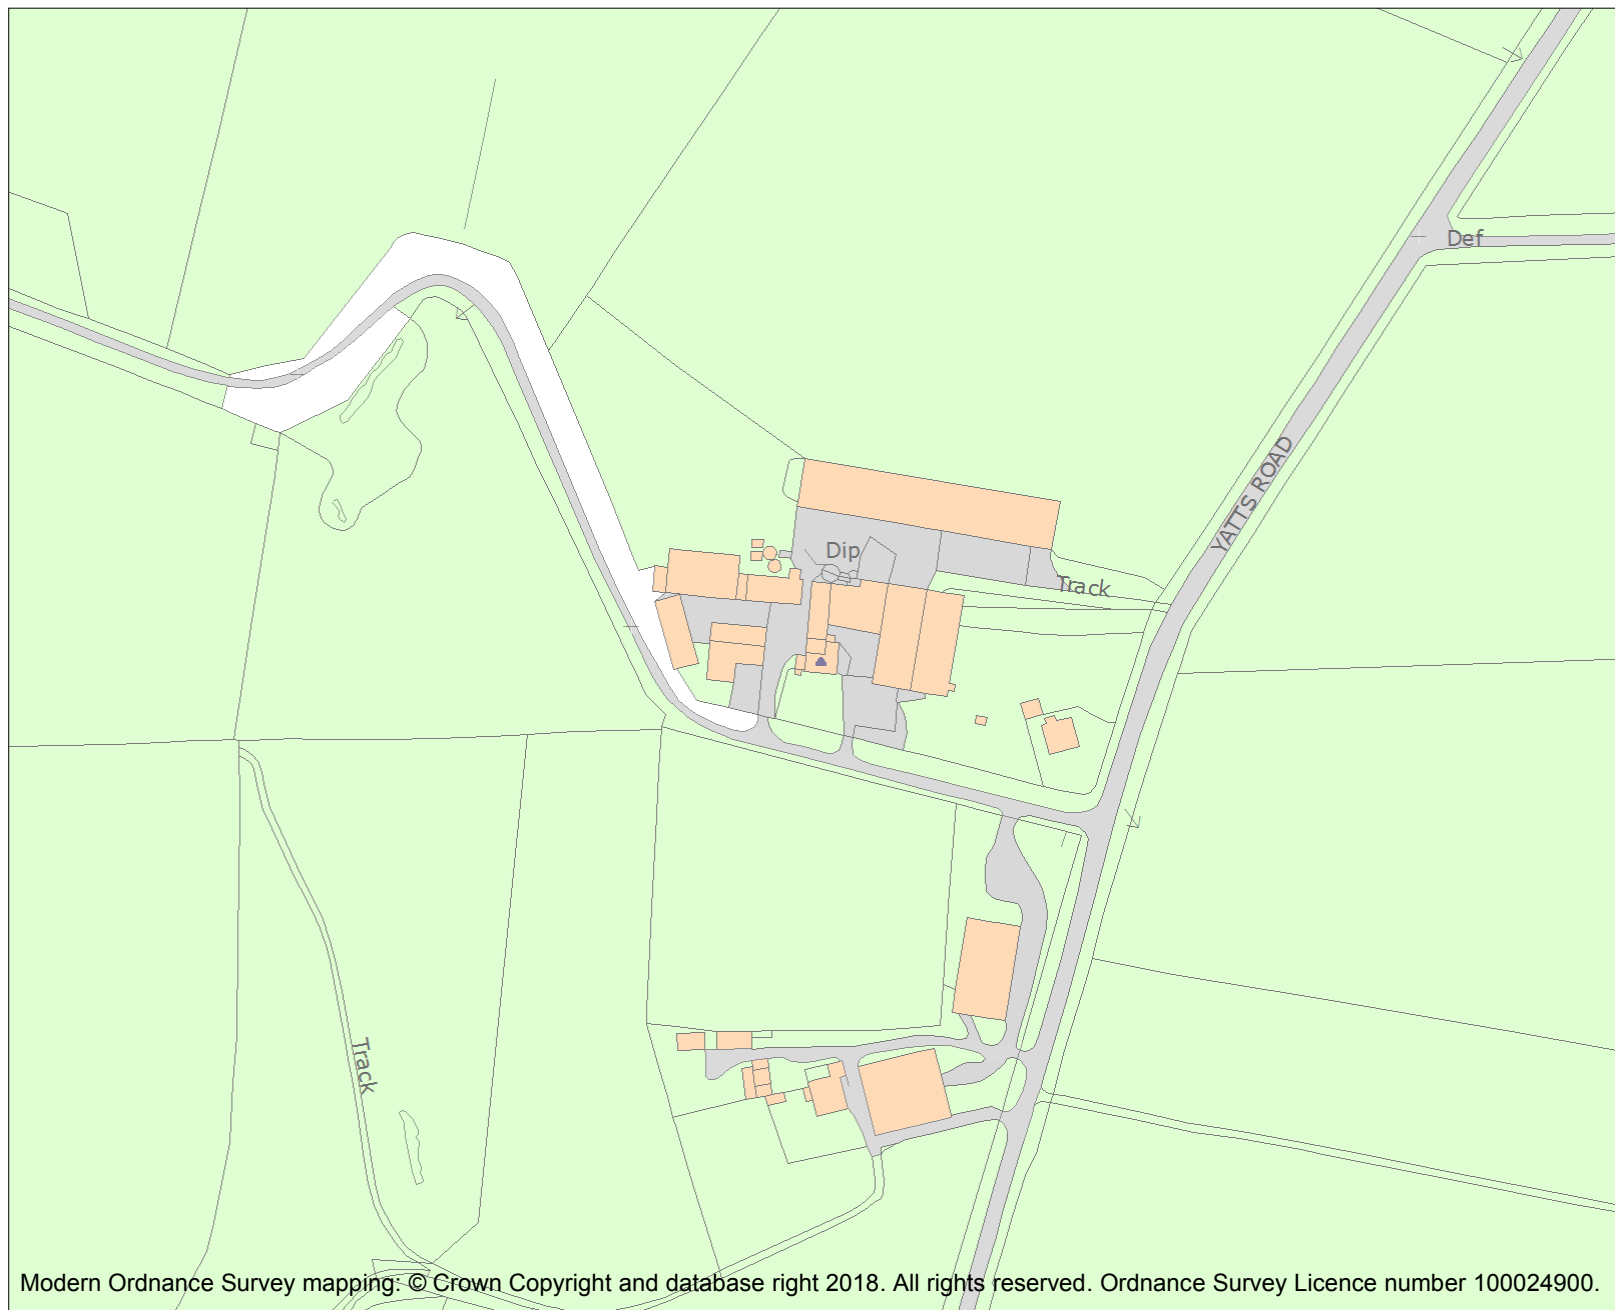 Def
YATTS ROAD
Dip
Track
Track
Modern Ordnance Survey mapping: © Crown Copyright and database right 2018. All rights reserved. Ordnance Survey Licence number 100024900.